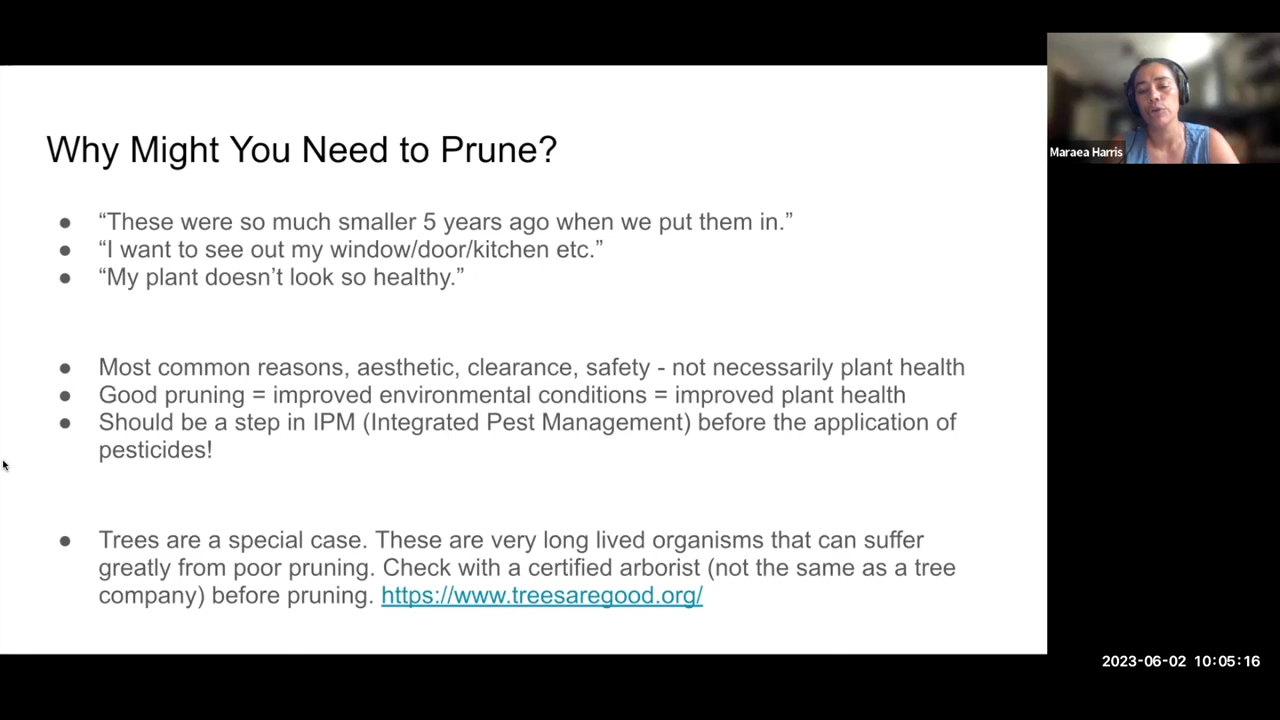 Why Might You Need to Prune?
● “These were so much smaller 5 years ago when we put them in.”
● “I want to see out my window/door/kitchen etc.”
● “My plant doesn’t look so healthy.”
● Most common reasons, aesthetic, clearance, safety - not necessarily plant health
● Good pruning = improved environmental conditions = improved plant health
● Should be a step in IPM (Integrated Pest Management) before the application of
pesticides!
● Trees are a special case. These are very long lived organisms that can suffer
greatly from poor pruning. Check with a certified arborist (not the same as a tree
company) before pruning. https://www.treesaregood.org/
Maraea Harris
2023-06-02 10:05:16